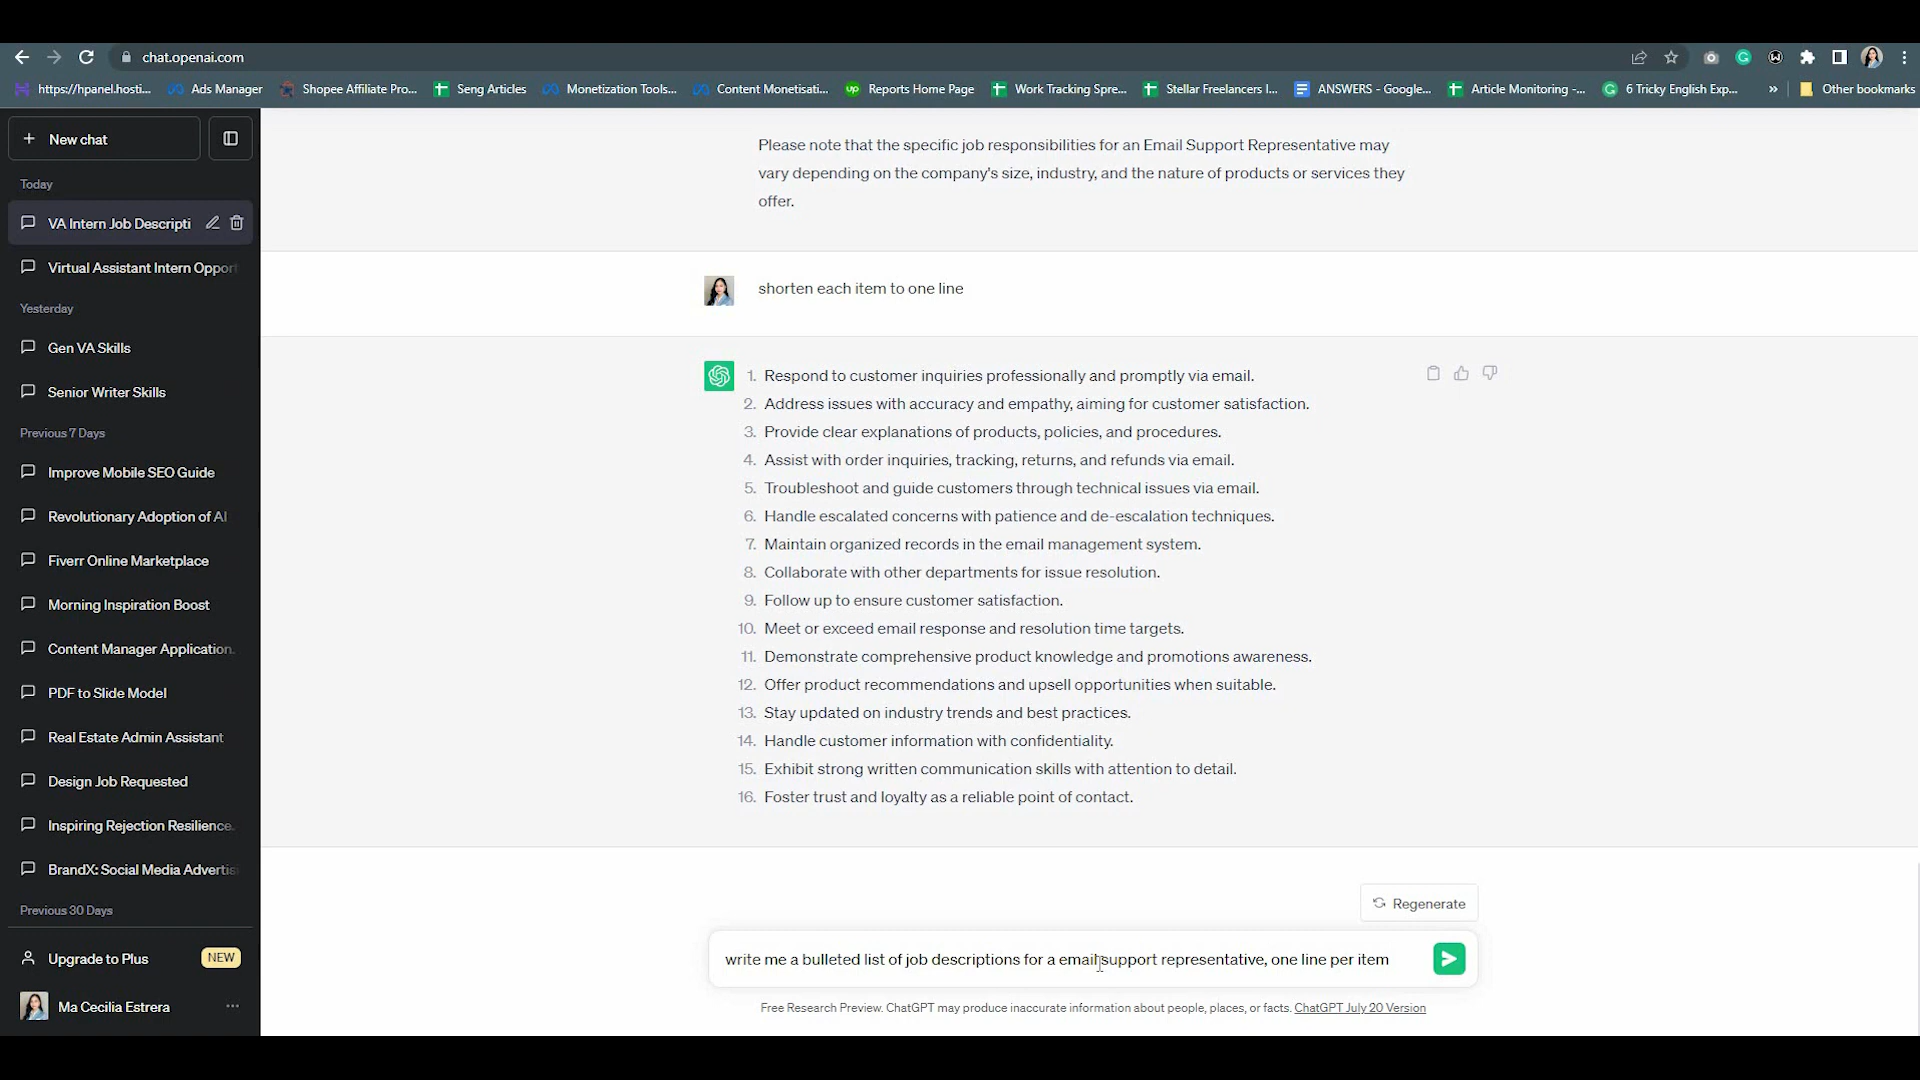 chat.openai.com
https://hpanel.hosti...
Ads Manager
Shopee Affiliate Pro...
Seng Articles
Monetization Tools...
Content Monetisati...
Reports Home Page
Work Tracking Spre...
Stellar Freelancers I...
ANSWERS - Google...
Article Monitoring -...
6 Tricky English Exp...
»
Other bookmarks
New chat
Today
VA Intern Job Descripti
Virtual Assistant Intern Opport
Yesterday
Gen VA Skills
Senior Writer Skills
Previous 7 Days
Improve Mobile SEO Guide
Revolutionary Adoption of AI
Fiverr Online Marketplace
Morning Inspiration Boost
Content Manager Application.
PDF to Slide Model
Real Estate Admin Assistant
Design Job Requested
Inspiring Rejection Resilience.
BrandX: Social Media Advertis
Previous 30 Days
Upgrade to Plus
NEW
Ma Cecilia Estrera
Please note that the specific job responsibilities for an Email Support Representative may
vary depending on the company's size, industry, and the nature of products or services they
offer.
shorten each item to one line
1. Respond to customer inquiries professionally and promptly via email.
2. Address issues with accuracy and empathy, aiming for customer satisfaction.
3. Provide clear explanations of products, policies, and procedures.
4. Assist with order inquiries, tracking, returns, and refunds via email.
5. Troubleshoot and guide customers through technical issues via email.
6. Handle escalated concerns with patience and de-escalation techniques.
7. Maintain organized records in the email management system.
8. Collaborate with other departments for issue resolution.
9. Follow up to ensure customer satisfaction.
10. Meet or exceed email response and resolution time targets.
11. Demonstrate comprehensive product knowledge and promotions awareness.
12. Offer product recommendations and upsell opportunities when suitable.
13. Stay updated on industry trends and best practices.
14. Handle customer information with confidentiality.
15. Exhibit strong written communication skills with attention to detail.
16. Foster trust and loyalty as a reliable point of contact.
Regenerate
write me a bulleted list of job descriptions for a email support representative, one line per item
Free Research Preview. ChatGPT may produce inaccurate information about people, places, or facts. ChatGPT July 20 Version